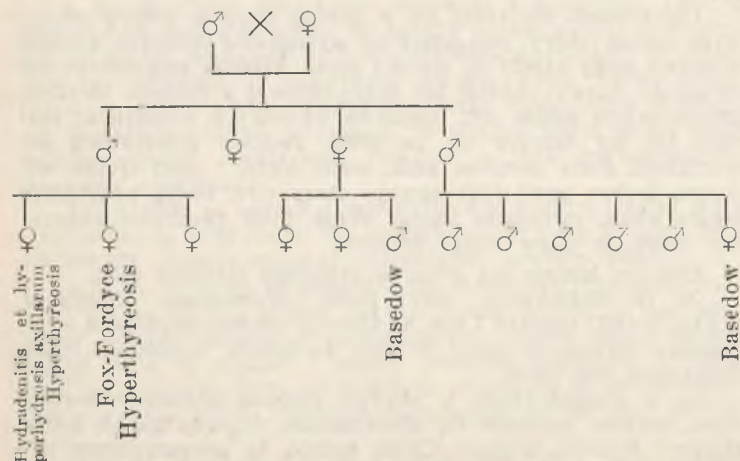 Hydradenitis et hy-
perhydrosis axillarum
Hyperthyreosis
Fox-Fordyce
Hyperthyreosis
Basedow
Basedow